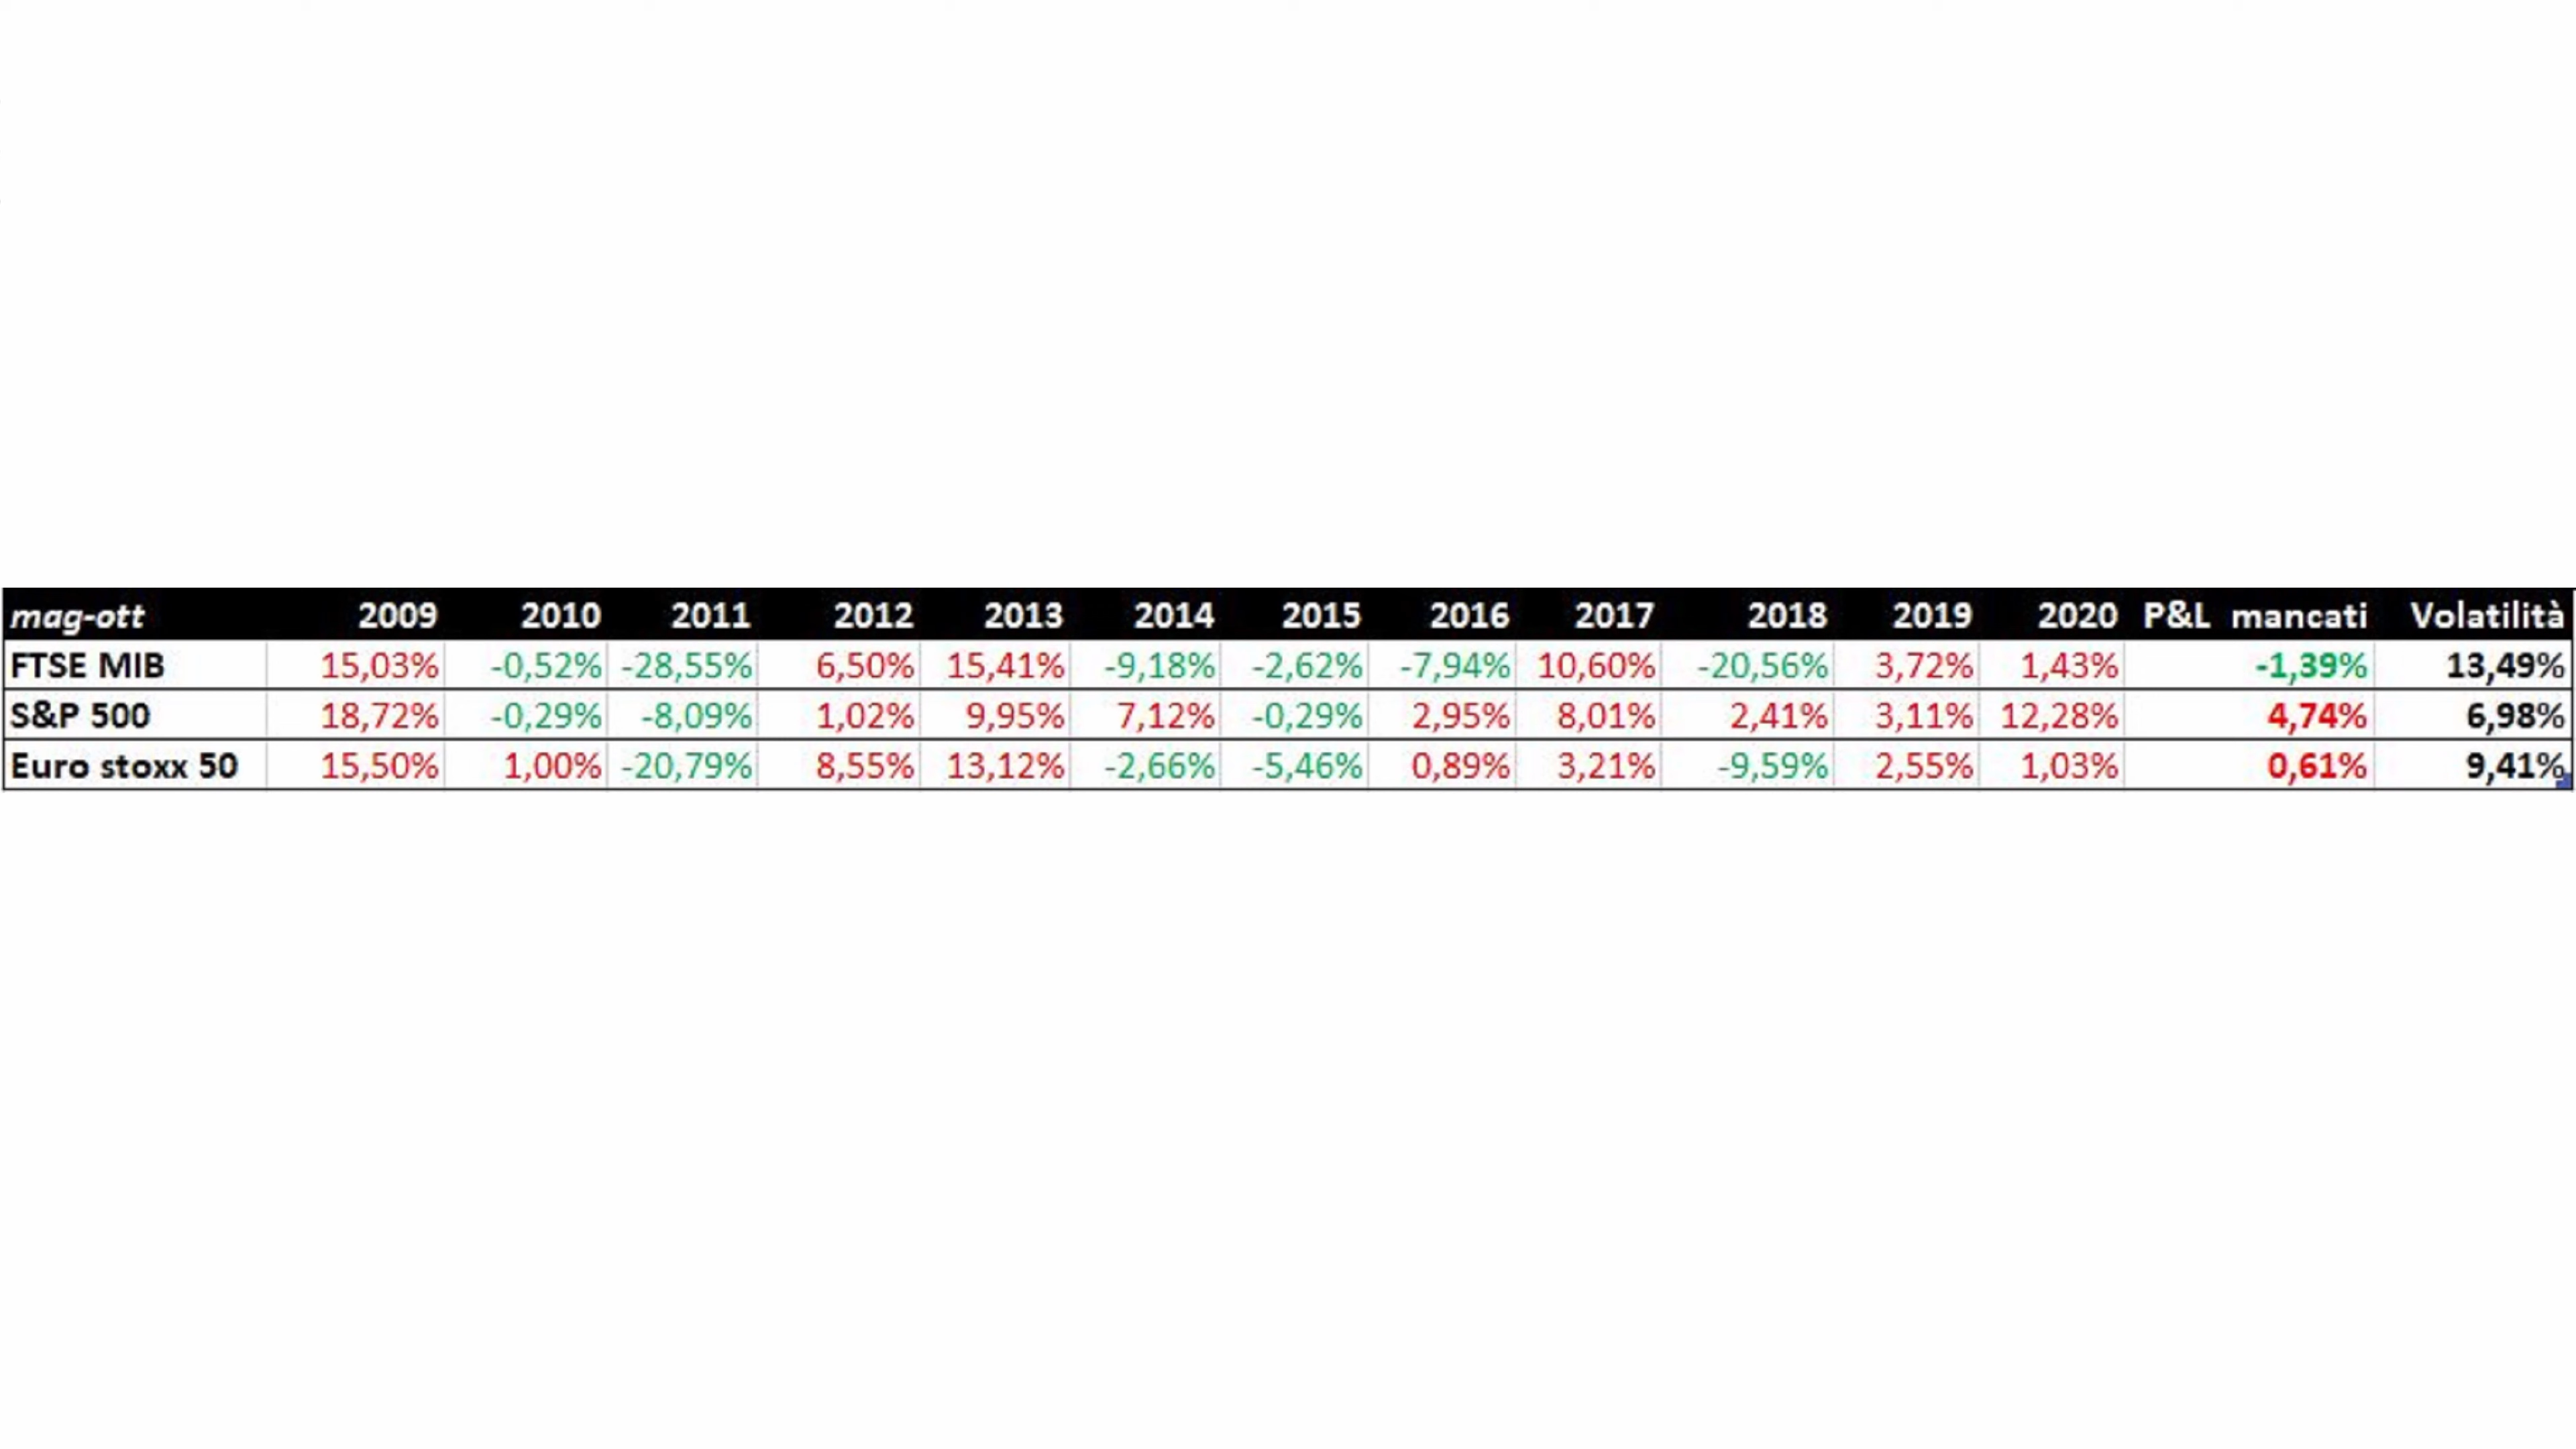 mag-ott 2009 2010 2011 2012 2013 2014 2015 2016 2017 2018 2019 2020 P&L mancati Volatilità
FTSE MIB 15,03% -0,52% -28,55% 6,50% 15,41% -9,18% -2,62% -7,94% 10,60% -20,56% 3,72% 1,43% -1,39% 13,49%
S&P 500 18,72% -0,29% -8,09% 1,02% 9,95% 7,12% -0,29% 2,95% 8,01% 2,41% 3,11% 12,28% 4,74% 6,98%
Euro stoxx 50 15,50% 1,00% -20,79% 8,55% 13,12% -2,66% -5,46% 0,89% 3,21% -9,59% 2,55% 1,03% 0,61% 9,41%